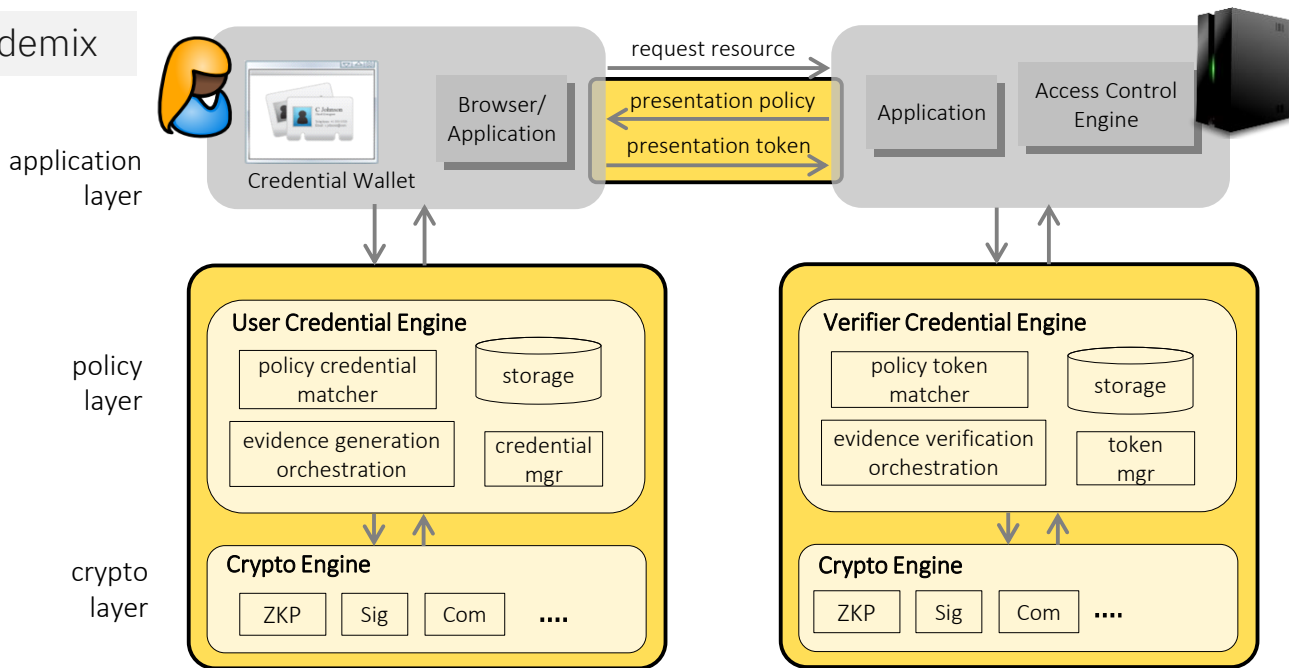 demix
request resource
presentation policy
presentation token
Browser/
Application
Application
Access Control
Engine
C Johnson
Credential Wallet
application
layer
User Credential Engine
policy credential
matcher
storage
evidence generation
orchestration
credential
mgr
Verifier Credential Engine
policy token
matcher
storage
evidence verification
orchestration
token
mgr
policy
layer
Crypto Engine
ZKP
Sig
Com
....
Crypto Engine
ZKP
Sig
Com
....
crypto
layer